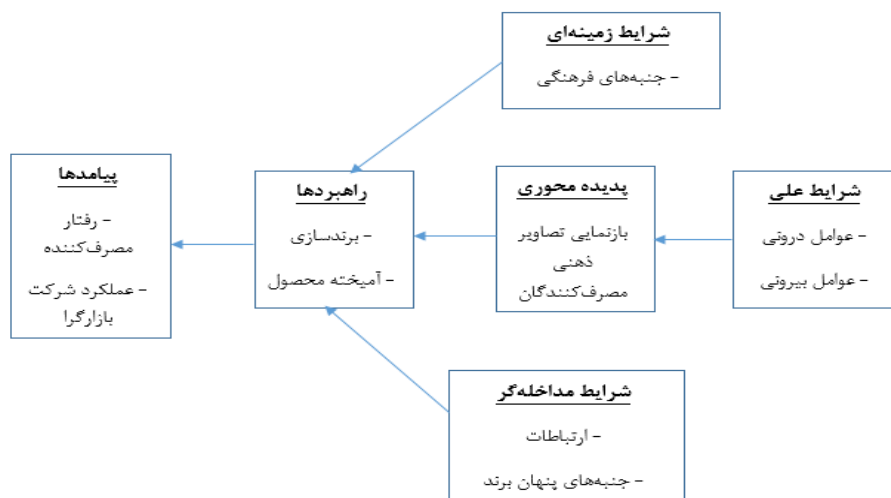 شرایط زمینه‌ای
- جنبه‌های فرهنگی
شرایط علی
- عوامل درونی
- عوامل بیرونی
پدیده محوری
بازنمایی تصاویر
ذهنی
مصرف‌کنندگان
راهبردها
- برندسازی
- آمیخته محصول
پیامدها
- رفتار
مصرف‌کننده
- عملکرد شرکت
بازارگرا
شرایط مداخله‌گر
- ارتباطات
- جنبه‌های پنهان برند